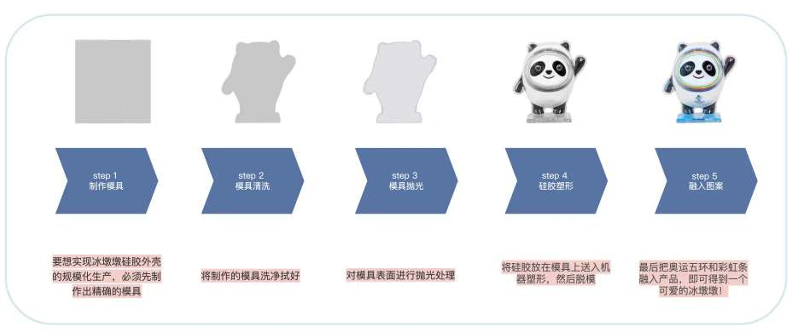 step 1
制作模具
step 2
模具清洗
step 3
模具抛光
step 4
硅胶塑形
step 5
融入图案
要想实现冰墩墩硅胶外壳
的规模化生产，必须先制
作出精确的模具
将制作的模具洗净拭好
对模具表面进行抛光处理
将硅胶放在模具上送入机
器塑形，然后脱模
最后把奥运五环和彩虹条
融入产品，即可得到一个
可爱的冰墩墩！